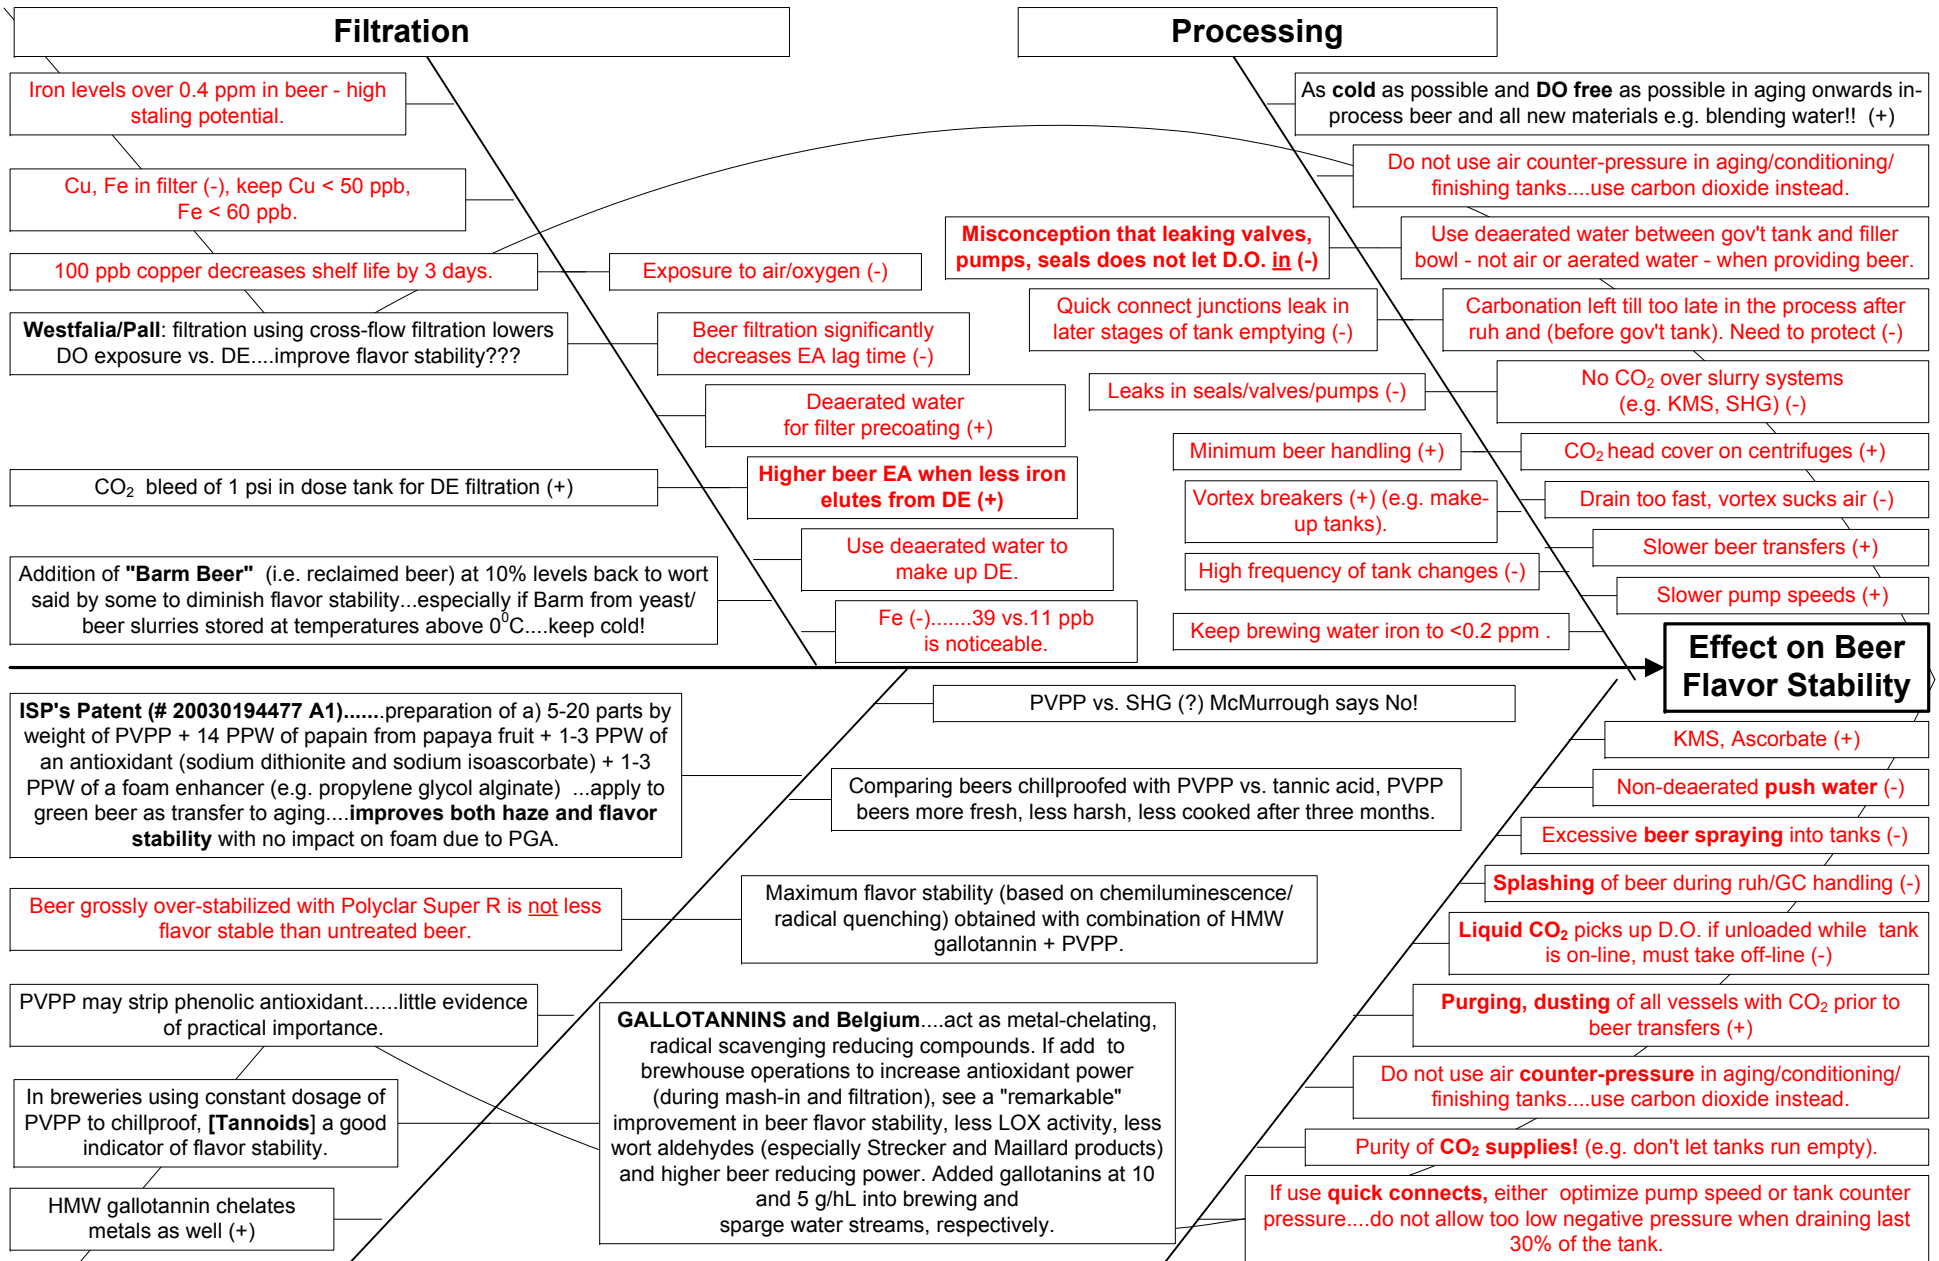 Filtration
Iron levels over 0.4 ppm in beer - high
staling potential.
Cu, Fe in filter (-), keep Cu < 50 ppb,
Fe < 60 ppb.
100 ppb copper decreases shelf life by 3 days.
Exposure to air/oxygen (-)
Westfalia/Pall: filtration using cross-flow filtration lowers
DO exposure vs. DE....improve flavor stability???
Beer filtration significantly
decreases EA lag time (-)
Deaerated water
for filter precoating (+)
CO₂ bleed of 1 psi in dose tank for DE filtration (+)
Higher beer EA when less iron
elutes from DE (+)
Use deaerated water to
make up DE.
Addition of "Barm Beer" (i.e. reclaimed beer) at 10% levels back to wort
said by some to diminish flavor stability...especially if Barm from yeast/
beer slurries stored at temperatures above 0⁰C....keep cold!
Fe (-).......39 vs.11 ppb
is noticeable.
Processing
As cold as possible and DO free as possible in aging onwards in-
process beer and all new materials e.g. blending water!! (+)
Do not use air counter-pressure in aging/conditioning/
finishing tanks....use carbon dioxide instead.
Misconception that leaking valves,
pumps, seals does not let D.O. in (-)
Use deaerated water between gov't tank and filler
bowl - not air or aerated water - when providing beer.
Quick connect junctions leak in
later stages of tank emptying (-)
Carbonation left till too late in the process after
ruh and (before gov't tank). Need to protect (-)
Leaks in seals/valves/pumps (-)
No CO₂ over slurry systems
(e.g. KMS, SHG) (-)
Minimum beer handling (+)
CO₂ head cover on centrifuges (+)
Vortex breakers (+) (e.g. make-
up tanks).
Drain too fast, vortex sucks air (-)
Slower beer transfers (+)
High frequency of tank changes (-)
Slower pump speeds (+)
Keep brewing water iron to <0.2 ppm .
Effect on Beer
Flavor Stability
PVPP vs. SHG (?) McMurrough says No!
ISP's Patent (# 20030194477 A1).......preparation of a) 5-20 parts by
weight of PVPP + 14 PPW of papain from papaya fruit + 1-3 PPW of
an antioxidant (sodium dithionite and sodium isoascorbate) + 1-3
PPW of a foam enhancer (e.g. propylene glycol alginate) ...apply to
green beer as transfer to aging....improves both haze and flavor
stability with no impact on foam due to PGA.
Comparing beers chillproofed with PVPP vs. tannic acid, PVPP
beers more fresh, less harsh, less cooked after three months.
Beer grossly over-stabilized with Polyclar Super R is not less
flavor stable than untreated beer.
Maximum flavor stability (based on chemiluminescence/
radical quenching) obtained with combination of HMW
gallotannin + PVPP.
PVPP may strip phenolic antioxidant......little evidence
of practical importance.
GALLOTANNINS and Belgium....act as metal-chelating,
radical scavenging reducing compounds. If add to
brewhouse operations to increase antioxidant power
(during mash-in and filtration), see a "remarkable"
improvement in beer flavor stability, less LOX activity, less
wort aldehydes (especially Strecker and Maillard products)
and higher beer reducing power. Added gallotanins at 10
and 5 g/hL into brewing and
sparge water streams, respectively.
In breweries using constant dosage of
PVPP to chillproof, [Tannoids] a good
indicator of flavor stability.
HMW gallotannin chelates
metals as well (+)
KMS, Ascorbate (+)
Non-deaerated push water (-)
Excessive beer spraying into tanks (-)
Splashing of beer during ruh/GC handling (-)
Liquid CO₂ picks up D.O. if unloaded while tank
is on-line, must take off-line (-)
Purging, dusting of all vessels with CO₂ prior to
beer transfers (+)
Do not use air counter-pressure in aging/conditioning/
finishing tanks....use carbon dioxide instead.
Purity of CO₂ supplies! (e.g. don't let tanks run empty).
If use quick connects, either optimize pump speed or tank counter
pressure....do not allow too low negative pressure when draining last
30% of the tank.